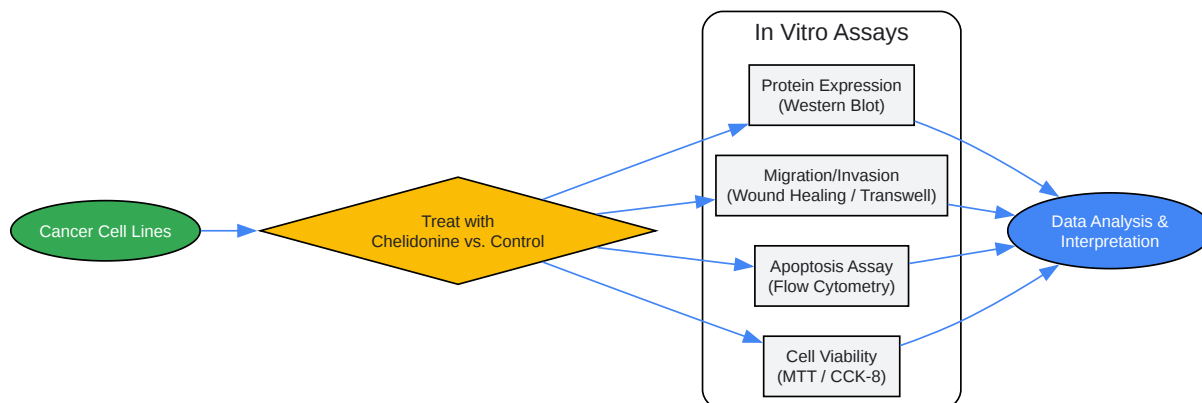 In Vitro Assays
Protein Expression
(Western Blot)
Migration/Invasion
(Wound Healing / Transwell)
Cancer Cell Lines
Treat with
Chelidonine vs. Control
Data Analysis &
Interpretation
Apoptosis Assay
(Flow Cytometry)
Cell Viability
(MTT / CCK-8)